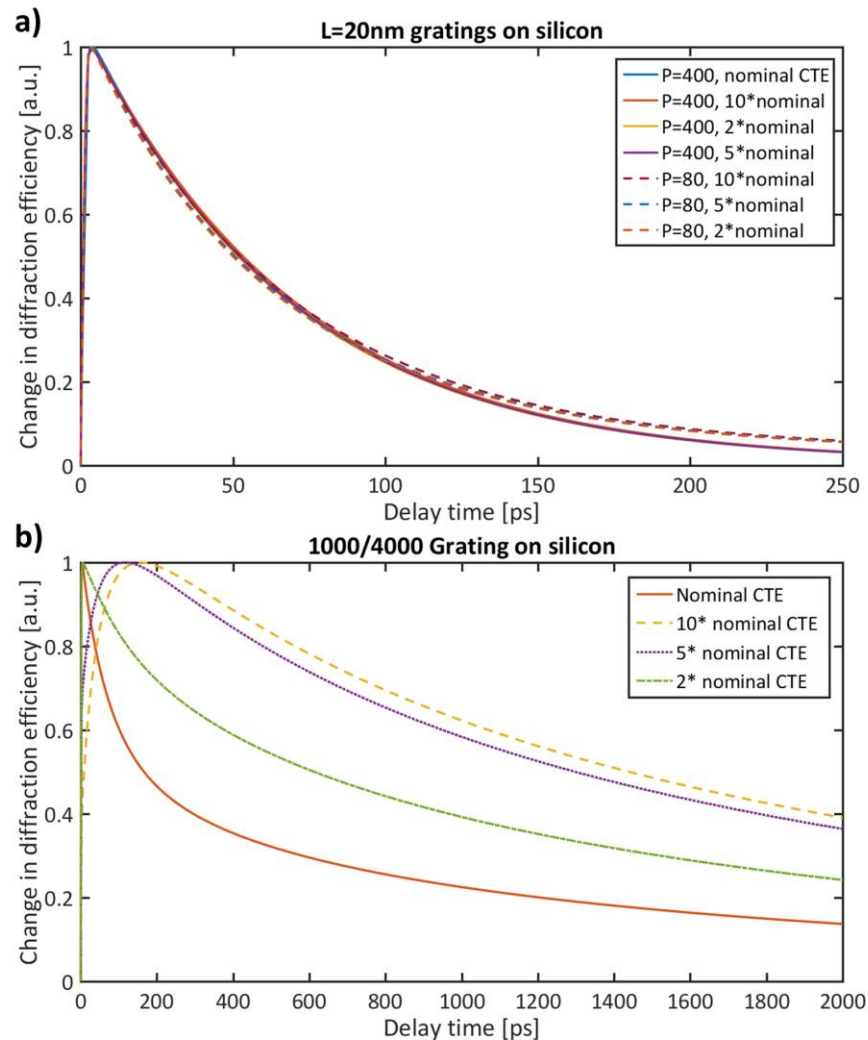 a)
L=20nm gratings on silicon
P=400, nominal CTE
P=400, 10*nominal
P=400, 2*nominal
P=400, 5*nominal
P=80, 10*nominal
P=80, 5*nominal
P=80, 2*nominal
Change in diffraction efficiency [a.u.]
1
0.8
0.6
0.4
0.2
0
0 50 100 150 200 250
Delay time [ps]
b)
1000/4000 Grating on silicon
Nominal CTE
10* nominal CTE
5* nominal CTE
2* nominal CTE
Change in diffraction efficiency [a.u.]
1
0.8
0.6
0.4
0.2
0
0 200 400 600 800 1000 1200 1400 1600 1800 2000
Delay time [ps]